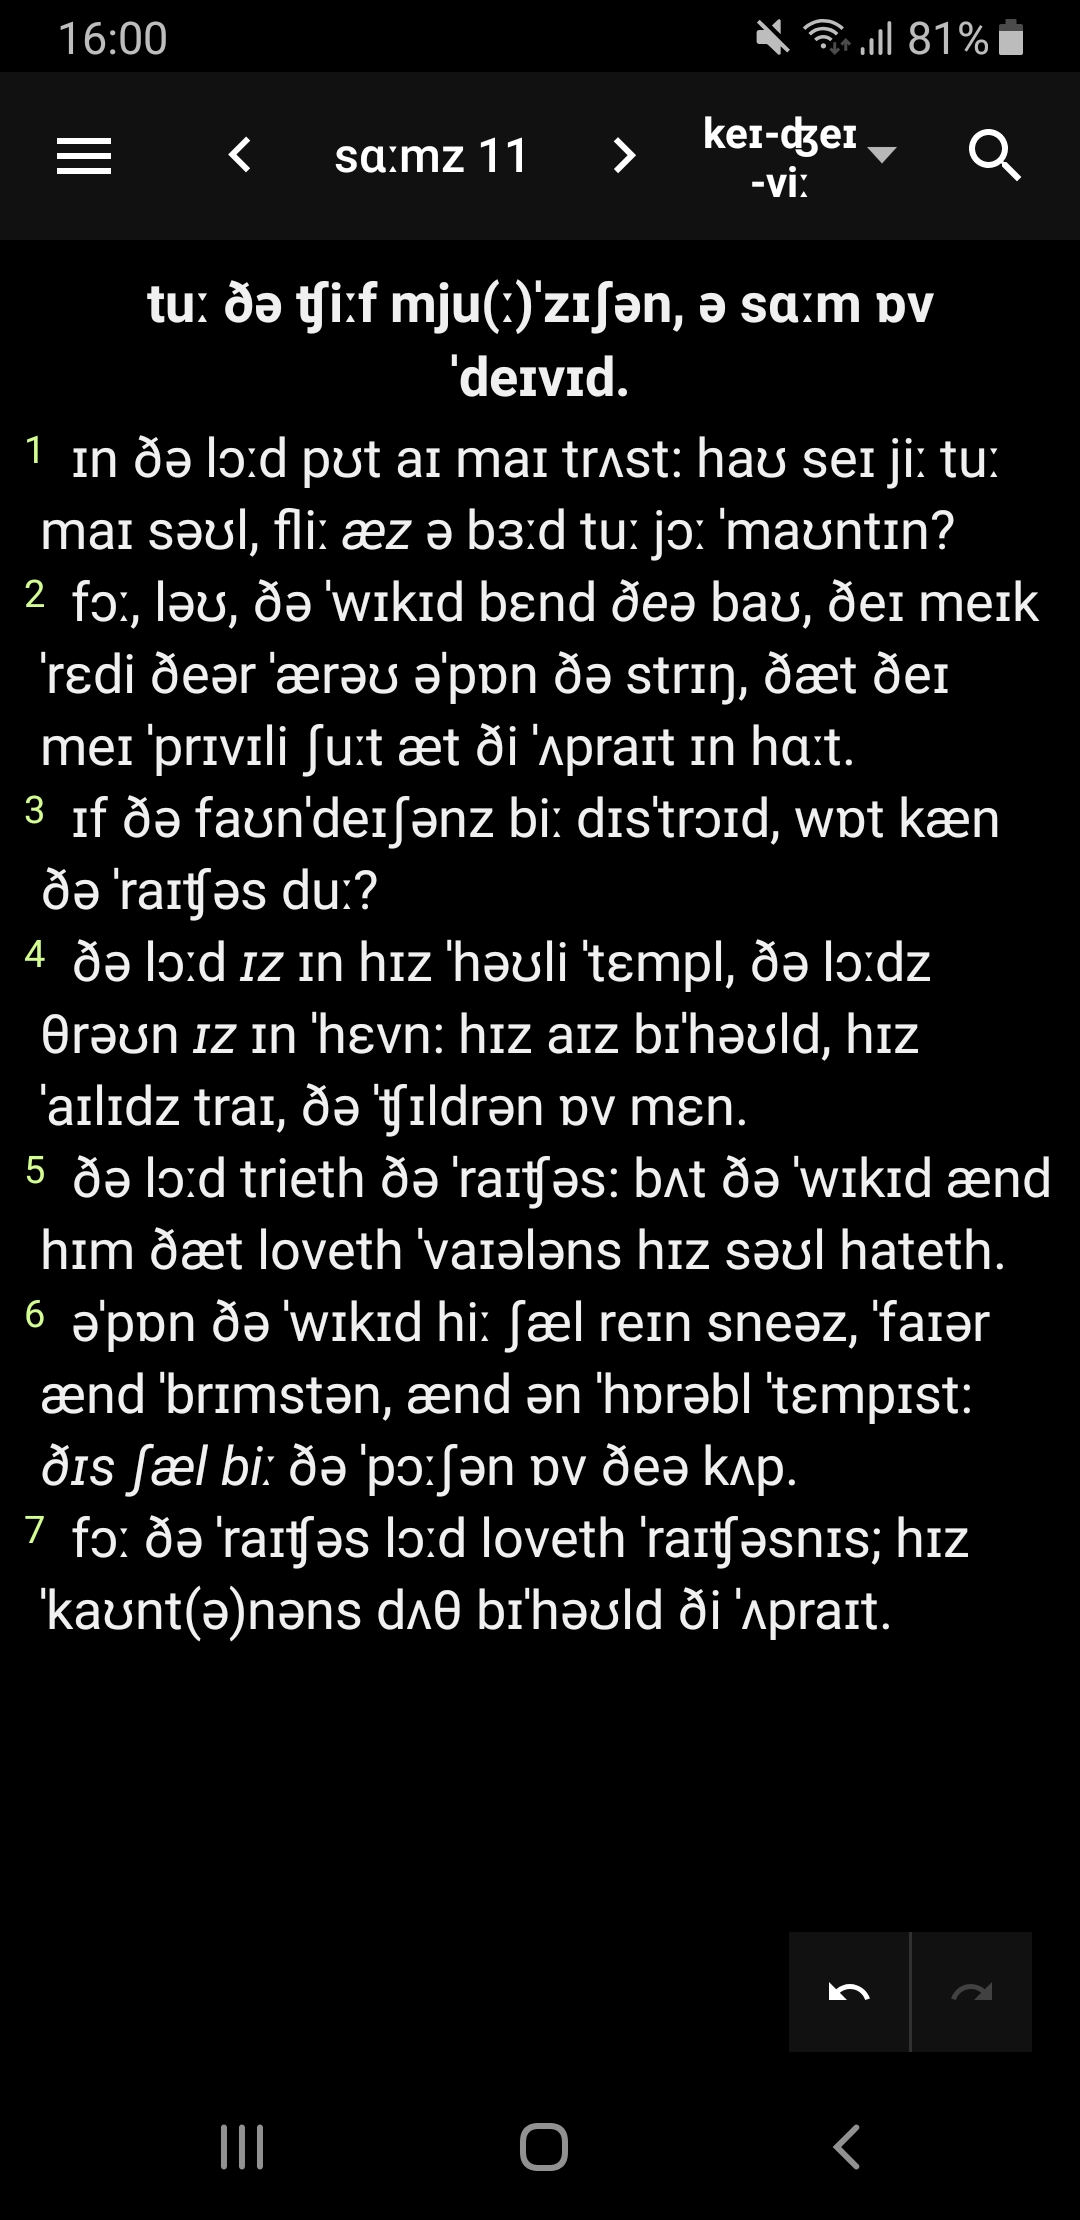 16:00 81%
sɑːmz 11
keɪ-ʤeɪ
-viː
tuː ðə ʧiːf mju(ː)ˈzɪʃən, ə sɑːm ɒv
ˈdeɪvɪd.
1 ɪn ðə lɔːd pʊt aɪ maɪ trʌst: haʊ seɪ jiː tuː
maɪ səʊl, fliː æz ə bɜːd tuː jɔː ˈmaʊntɪn?
2 fɔː, ləʊ, ðə ˈwɪkɪd bɛnd ðeə baʊ, ðeɪ meɪk
ˈrɛdi ðeər ˈærəʊ əˈpɒn ðə strɪŋ, ðæt ðeɪ
meɪ ˈprɪvɪli ʃuːt æt ði ˈʌpraɪt ɪn hɑːt.
3 ɪf ðə faʊnˈdeɪʃənz biː dɪsˈtrɔɪd, wɒt kæn
ðə ˈraɪʧəs duː?
4 ðə lɔːd ɪz ɪn hɪz ˈhəʊli ˈtɛmpl, ðə lɔːdz
θrəʊn ɪz ɪn ˈhɛvn: hɪz aɪz bɪˈhəʊld, hɪz
ˈaɪlɪdz traɪ, ðə ˈʧɪldrən ɒv mɛn.
5 ðə lɔːd trieth ðə ˈraɪʧəs: bʌt ðə ˈwɪkɪd ænd
hɪm ðæt loveth ˈvaɪələns hɪz səʊl hateth.
6 əˈpɒn ðə ˈwɪkɪd hiː ʃæl reɪn sneəz, ˈfaɪər
ænd ˈbrɪmstən, ænd ən ˈhɒrəbl ˈtɛmpɪst:
ðɪs ʃæl biː ðə ˈpɔːʃən ɒv ðeə kʌp.
7 fɔː ðə ˈraɪʧəs lɔːd loveth ˈraɪʧəsnɪs; hɪz
ˈkaʊnt(ə)nəns dʌθ bɪˈhəʊld ði ˈʌpraɪt.